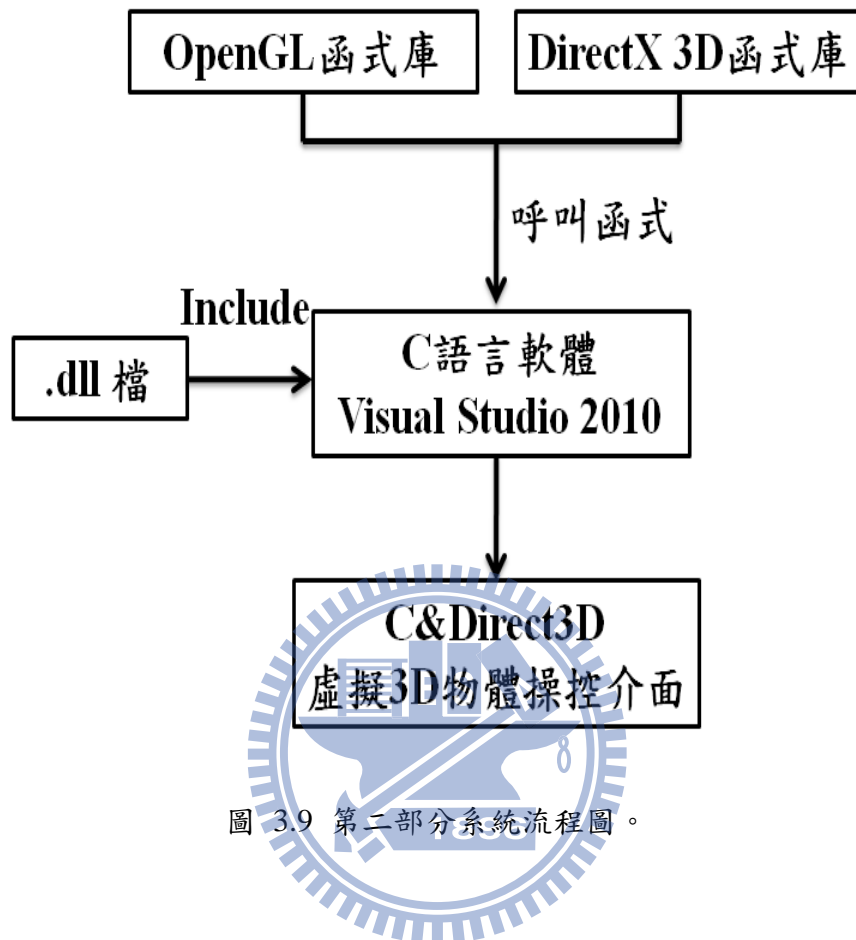 OpenGL函式庫
DirectX 3D函式庫
呼叫函式
Include
.dll 檔
C語言軟體
Visual Studio 2010
C&Direct3D
虛擬3D物體操控介面
圖 3.9 第二部分系統流程圖。
1896